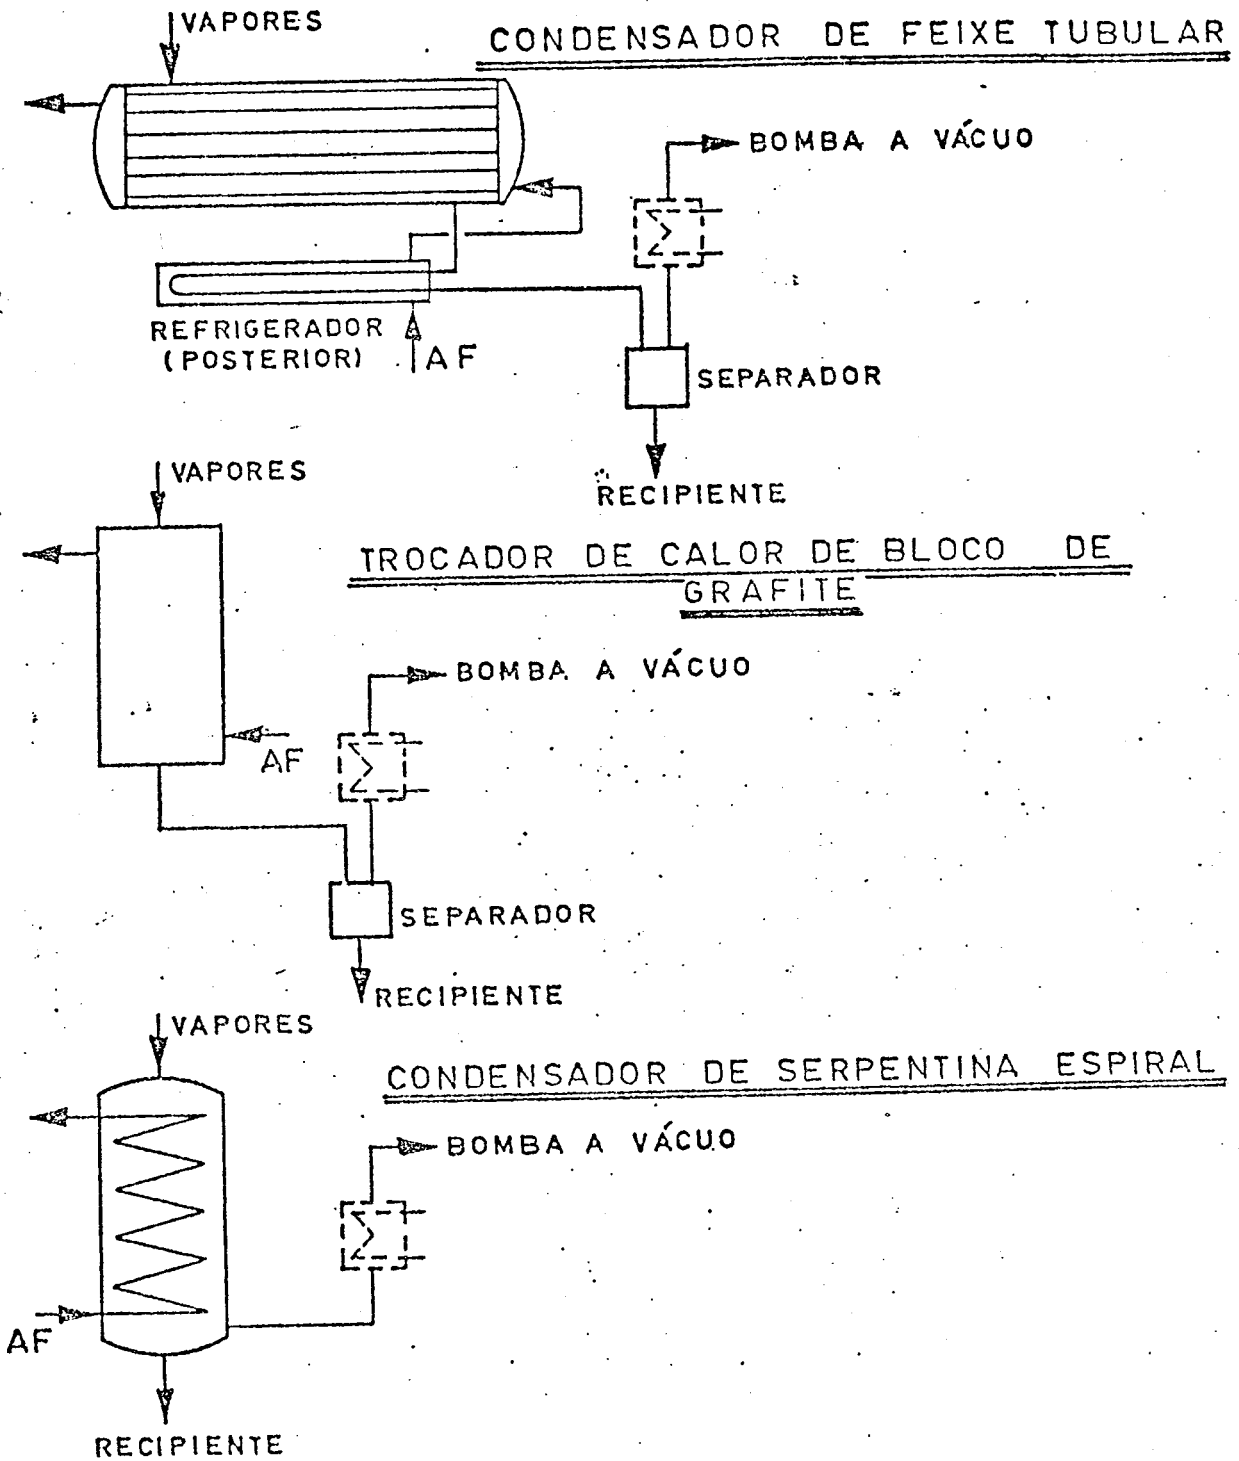 VAPORES
CONDENSADOR DE FEIXE TUBULAR
BOMBA A VÁCUO
REFRIGERADOR
(POSTERIOR)
AF
SEPARADOR
RECIPIENTE
VAPORES
TROCADOR DE CALOR DE BLOCO DE
GRAFITE
BOMBA A VÁCUO
AF
SEPARADOR
RECIPIENTE
VAPORES
CONDENSADOR DE SERPENTINA ESPIRAL
BOMBA A VÁCUO
AF
RECIPIENTE